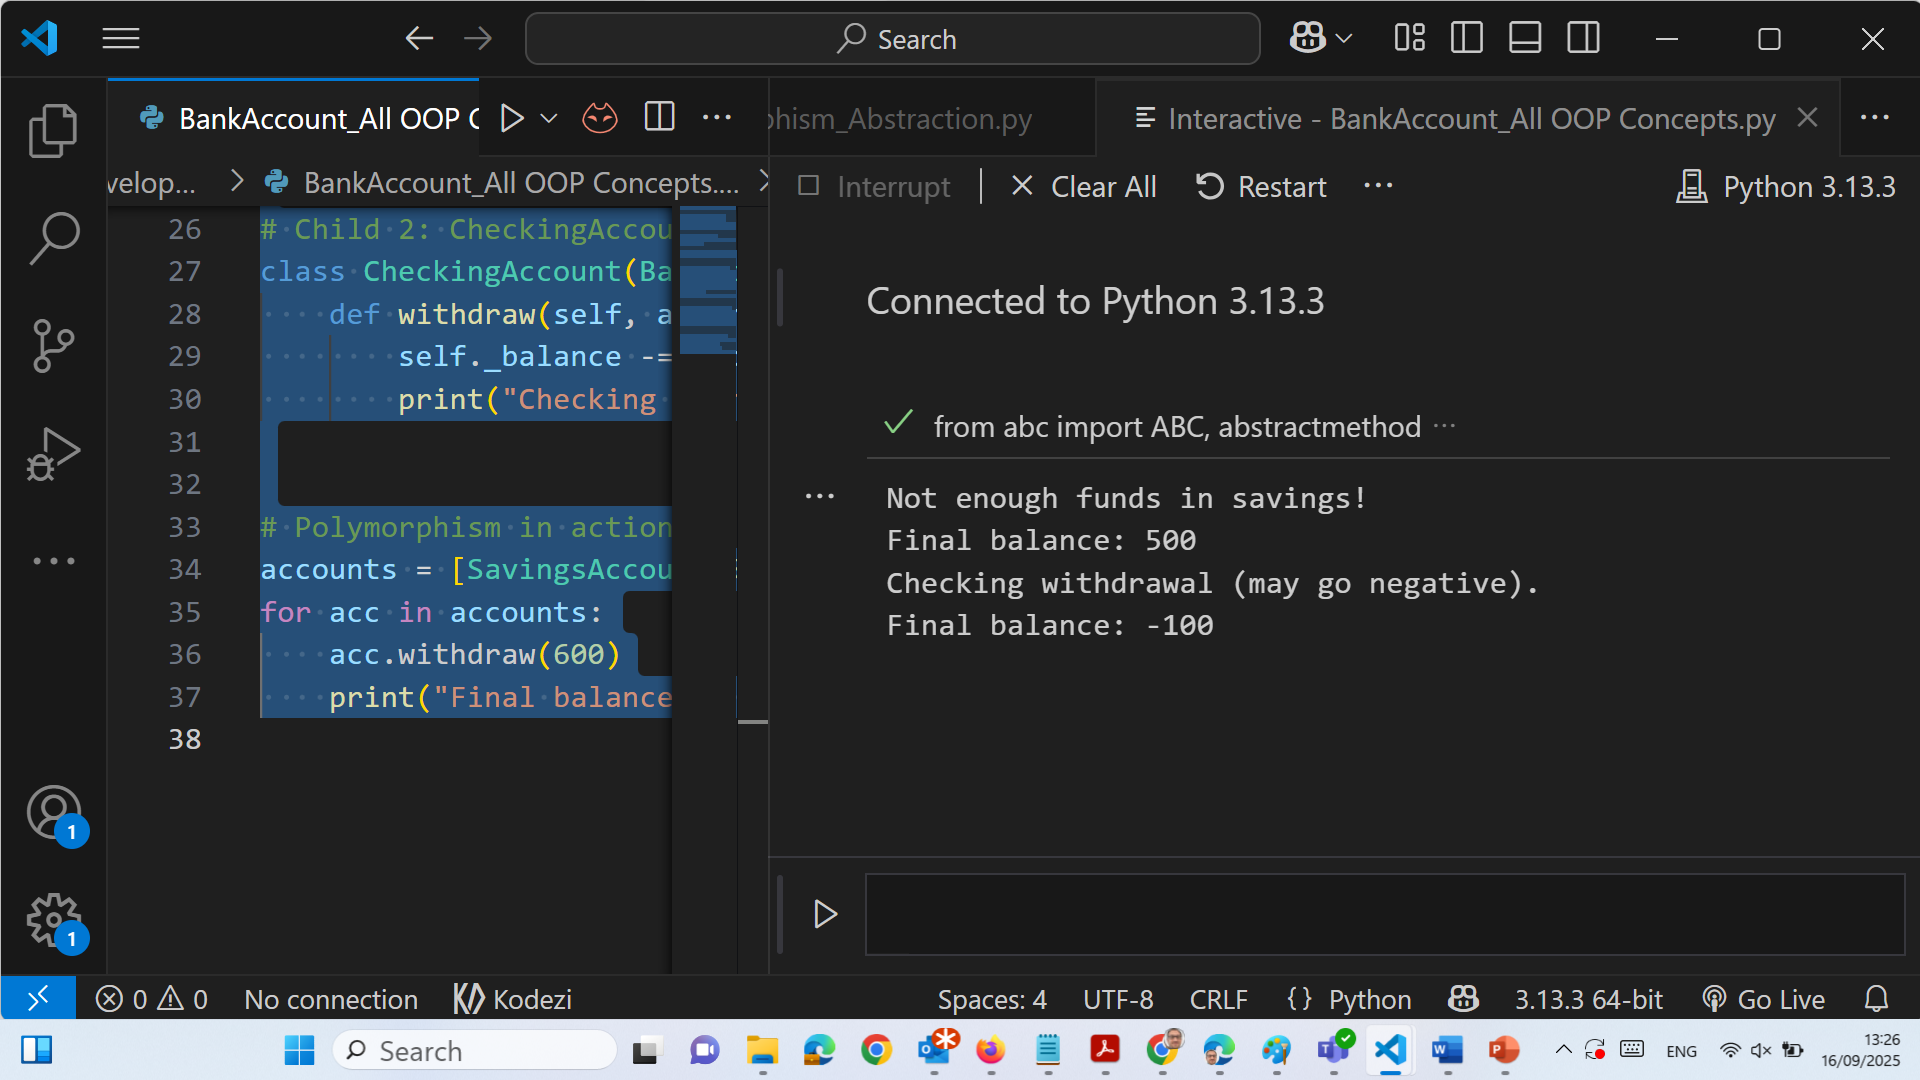 Search
BankAccount_All OOP C
phism_Abstraction.py
Interactive - BankAccount_All OOP Concepts.py
velop... > BankAccount_All OOP Concepts....
Interrupt | Clear All Restart ··· Python 3.13.3
26 # Child 2: CheckingAccou
27 class CheckingAccount(Ba
28 def withdraw(self, a
29 self._balance -=
30 print("Checking
31
32
33 # Polymorphism in action
34 accounts = [SavingsAccou
35 for acc in accounts:
36 acc.withdraw(600)
37 print("Final balance
38
Connected to Python 3.13.3
from abc import ABC, abstractmethod ···
Not enough funds in savings!
Final balance: 500
Checking withdrawal (may go negative).
Final balance: -100
1
1
0 0 No connection Kodezi Spaces: 4 UTF-8 CRLF {} Python 3.13.3 64-bit Go Live
Search
ENG
13:26
16/09/2025